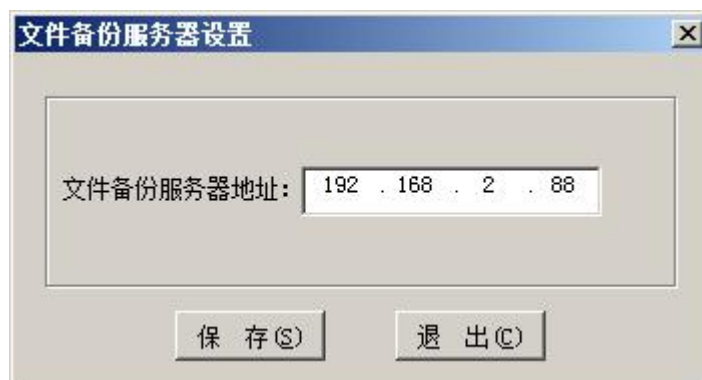 文件备份服务器设置
文件备份服务器地址: 192 . 168 . 2 . 88
保 存(S) 退 出(C)